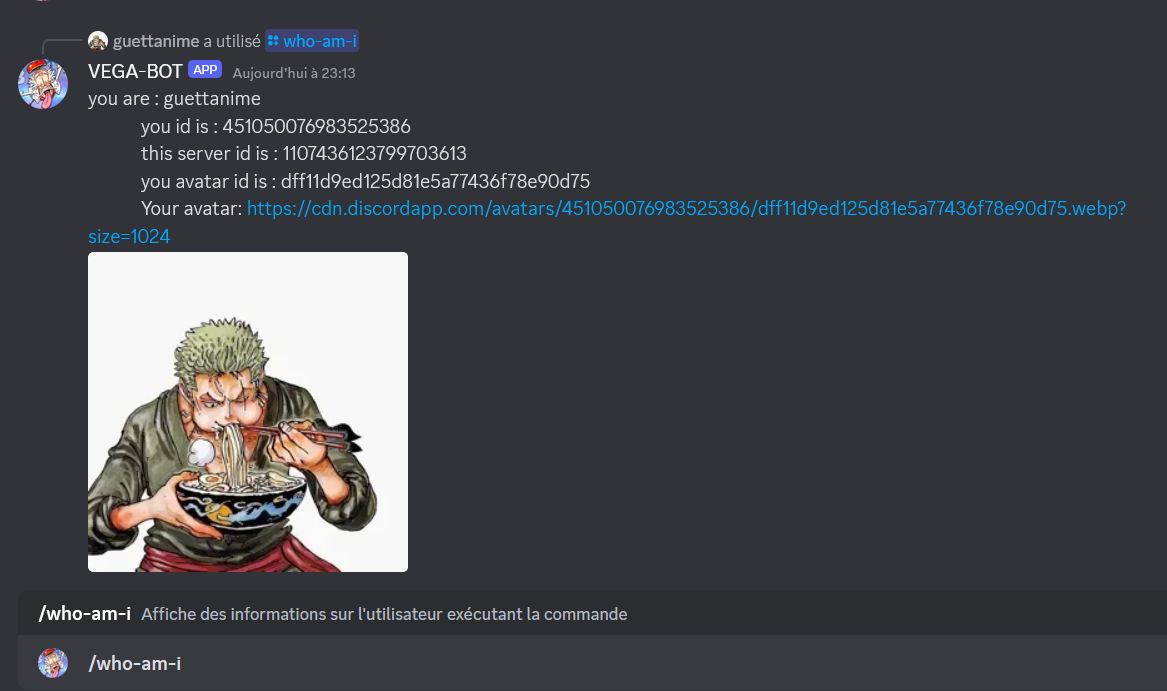 guettanime a utilisé who-am-i
VEGA-BOT APP Aujourd'hui à 23:13
you are : guettanime
you id is : 451050076983525386
this server id is : 1107436123799703613
you avatar id is : dff11d9ed125d81e5a77436f78e90d75
Your avatar: https://cdn.discordapp.com/avatars/451050076983525386/dff11d9ed125d81e5a77436f78e90d75.webp?
size=1024
/who-am-i Affiche des informations sur l'utilisateur exécutant la commande
/who-am-i